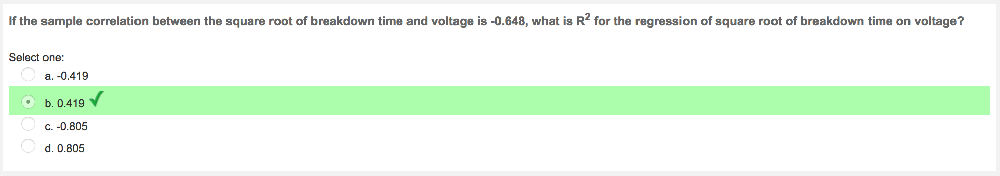 If the sample correlation between the square root of breakdown time and voltage is -0.648, what is R² for the regression of square root of breakdown time on voltage?
Select one:
a. -0.419
b. 0.419
c. -0.805
d. 0.805